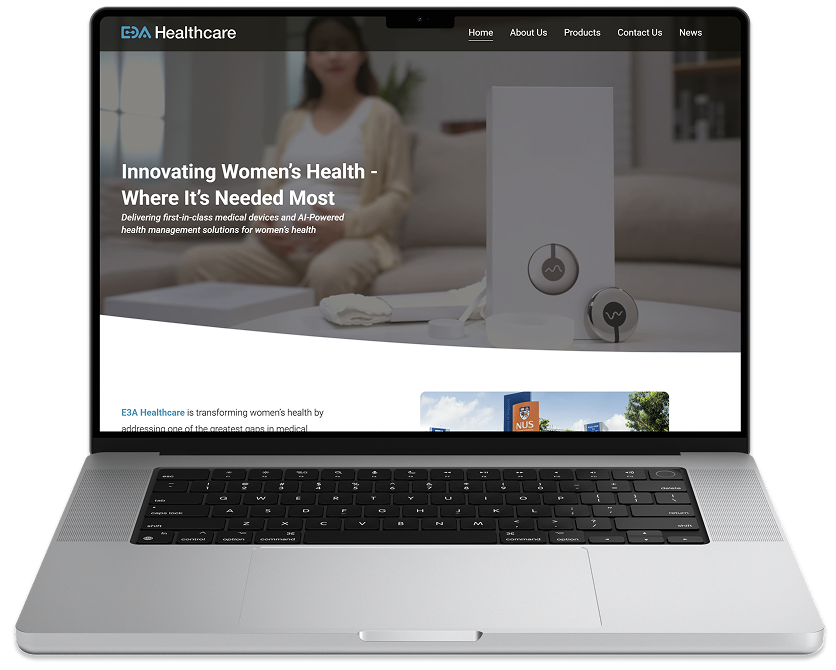 E3A Healthcare
Home About Us Products Contact Us News
Innovating Women's Health -
Where It's Needed Most
Delivering first-in-class medical devices and AI-Powered
health management solutions for women's health
E3A Healthcare is transforming women's health by
addressing one of the greatest gaps in medical
NUS
esc
delete
tab
Q W E R T Y U I O P
caps lock
A S D F G H J K L
return
shift
Z X C V B N M
shift
fn
control option command
command option